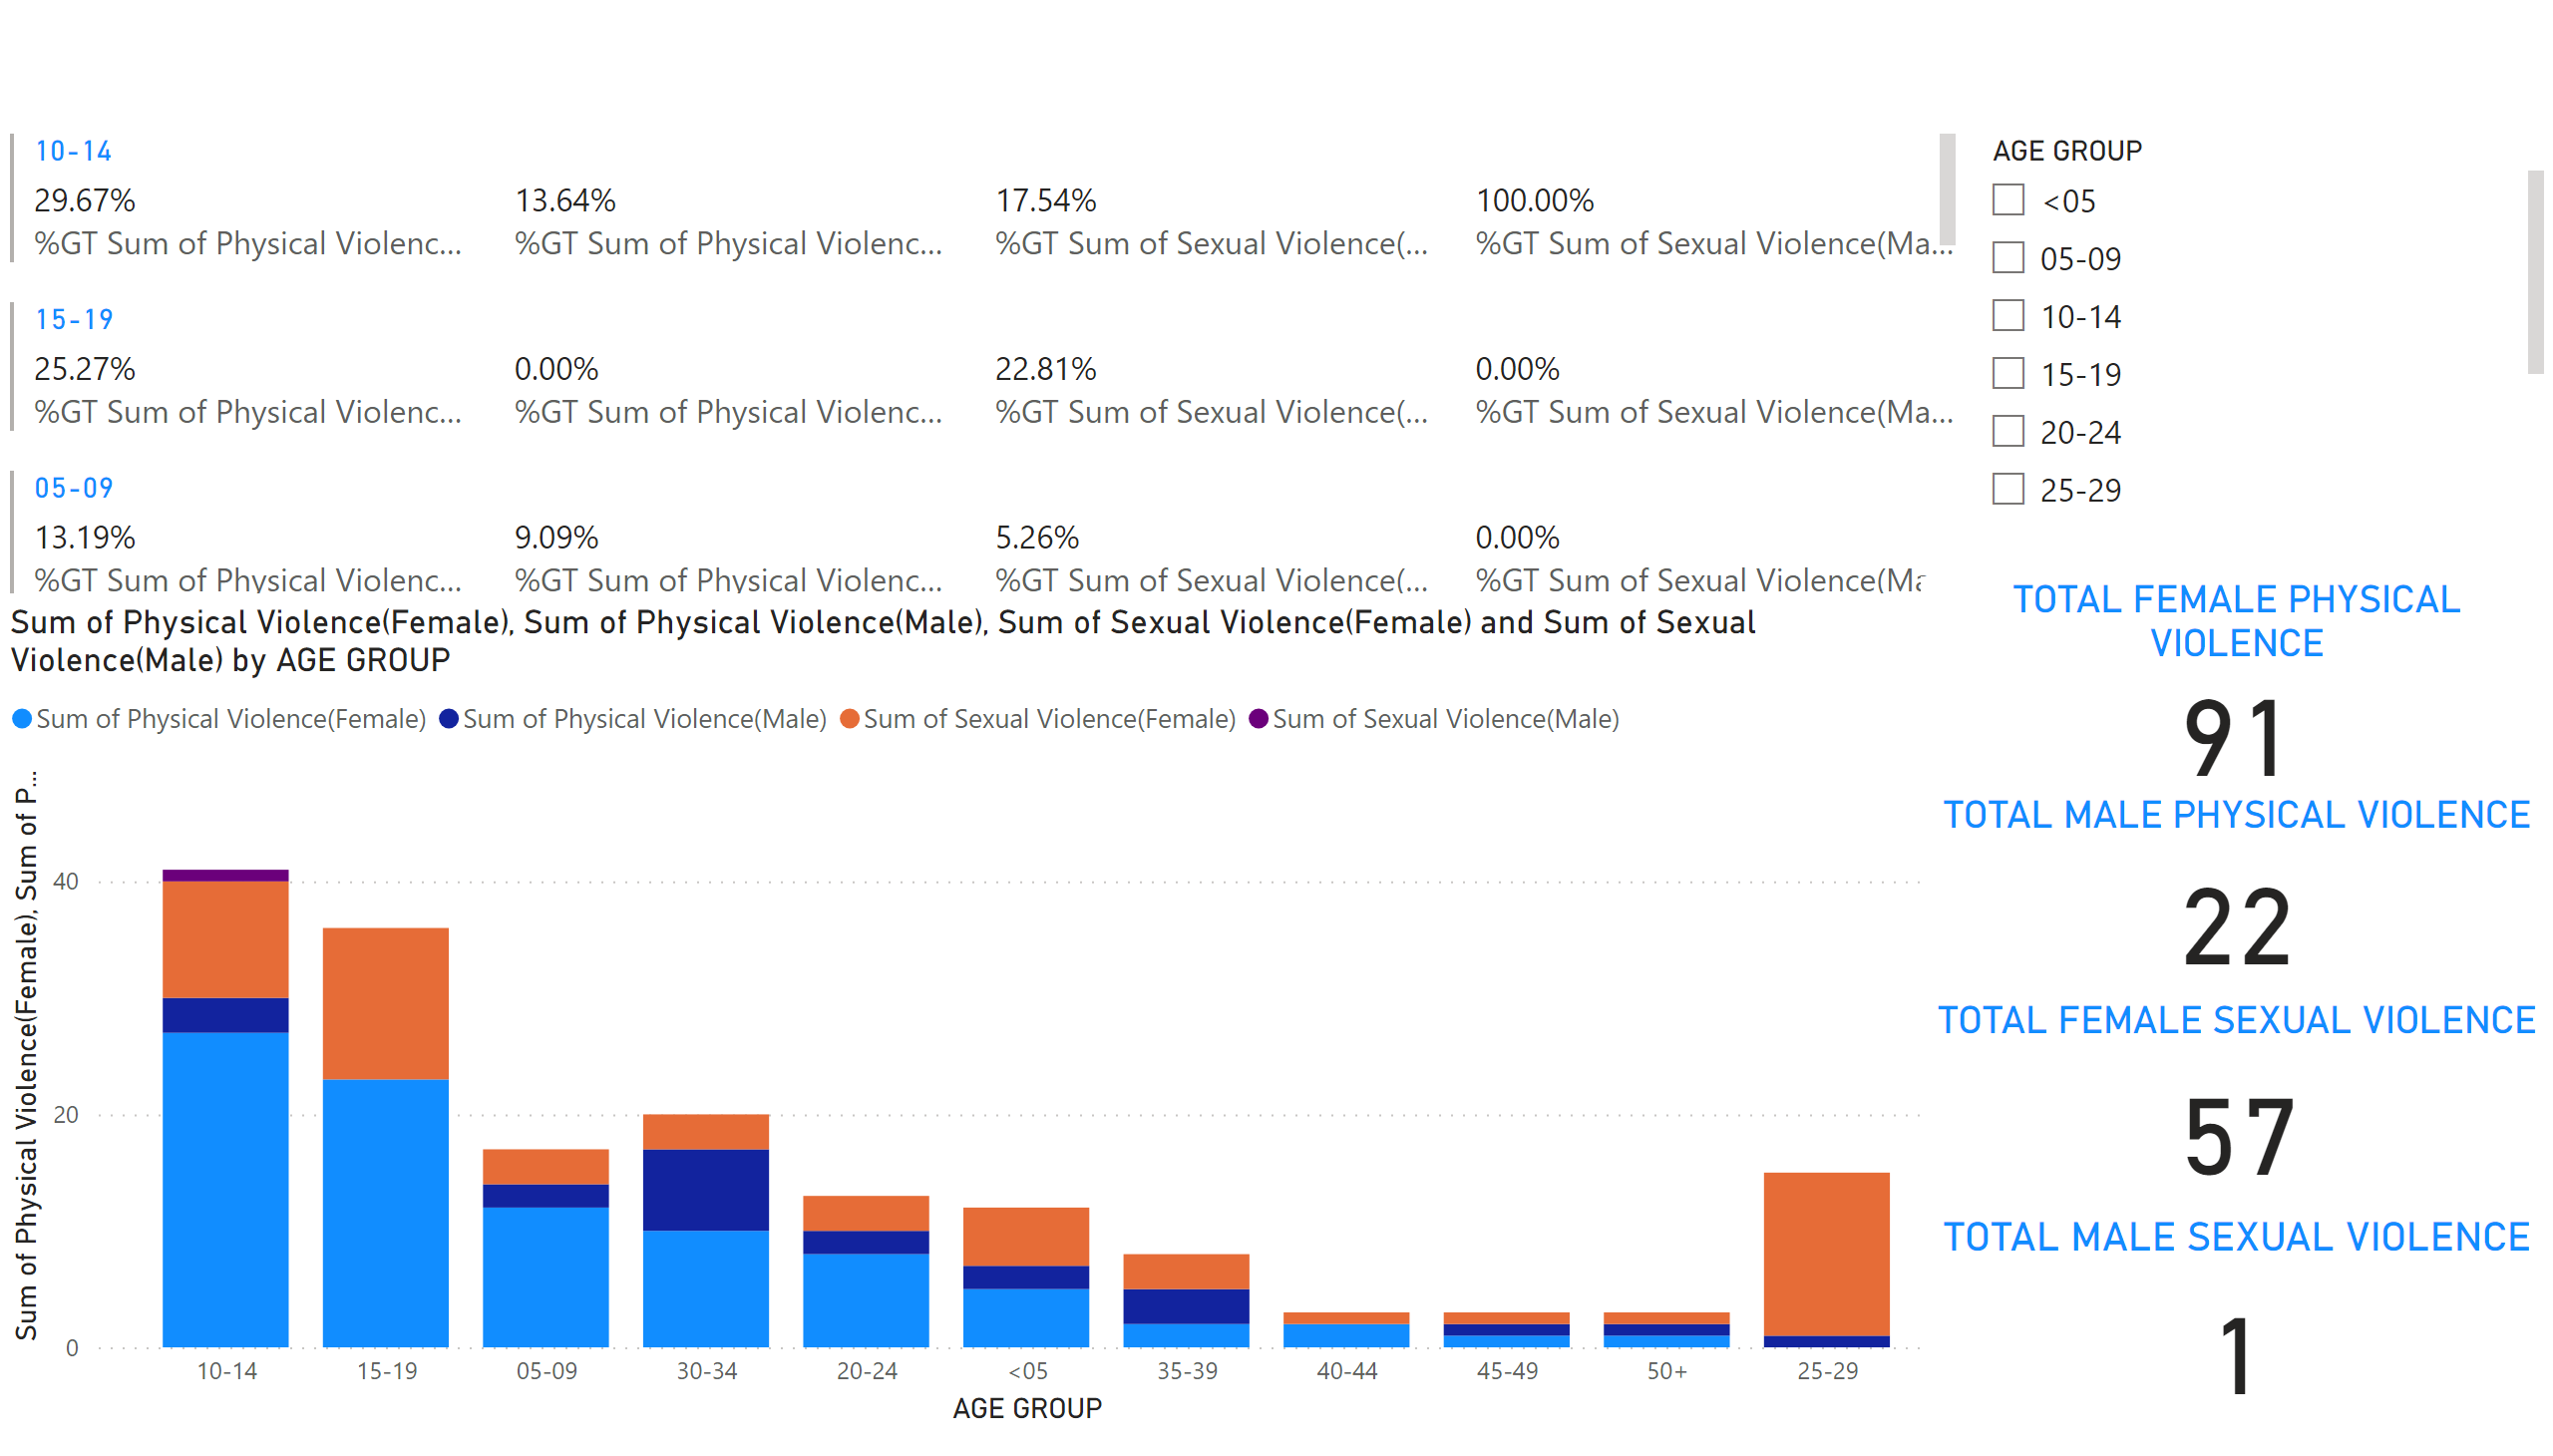 10-14
29.67% 13.64% 17.54% 100.00%
%GT Sum of Physical Violenc... %GT Sum of Physical Violenc... %GT Sum of Sexual Violence(... %GT Sum of Sexual Violence(Ma...
15-19
25.27% 0.00% 22.81% 0.00%
%GT Sum of Physical Violenc... %GT Sum of Physical Violenc... %GT Sum of Sexual Violence(... %GT Sum of Sexual Violence(Ma...
05-09
13.19% 9.09% 5.26% 0.00%
%GT Sum of Physical Violenc... %GT Sum of Physical Violenc... %GT Sum of Sexual Violence(... %GT Sum of Sexual Violence(Ma
AGE GROUP
<05
05-09
10-14
15-19
20-24
25-29
Sum of Physical Violence(Female), Sum of Physical Violence(Male), Sum of Sexual Violence(Female) and Sum of Sexual
Violence(Male) by AGE GROUP
Sum of Physical Violence(Female) Sum of Physical Violence(Male) Sum of Sexual Violence(Female) Sum of Sexual Violence(Male)
Sum of Physical Violence(Female), Sum of P...
40
20
0
10-14 15-19 05-09 30-34 20-24 <05 35-39 40-44 45-49 50+ 25-29
AGE GROUP
TOTAL FEMALE PHYSICAL
VIOLENCE
91
TOTAL MALE PHYSICAL VIOLENCE
22
TOTAL FEMALE SEXUAL VIOLENCE
57
TOTAL MALE SEXUAL VIOLENCE
1